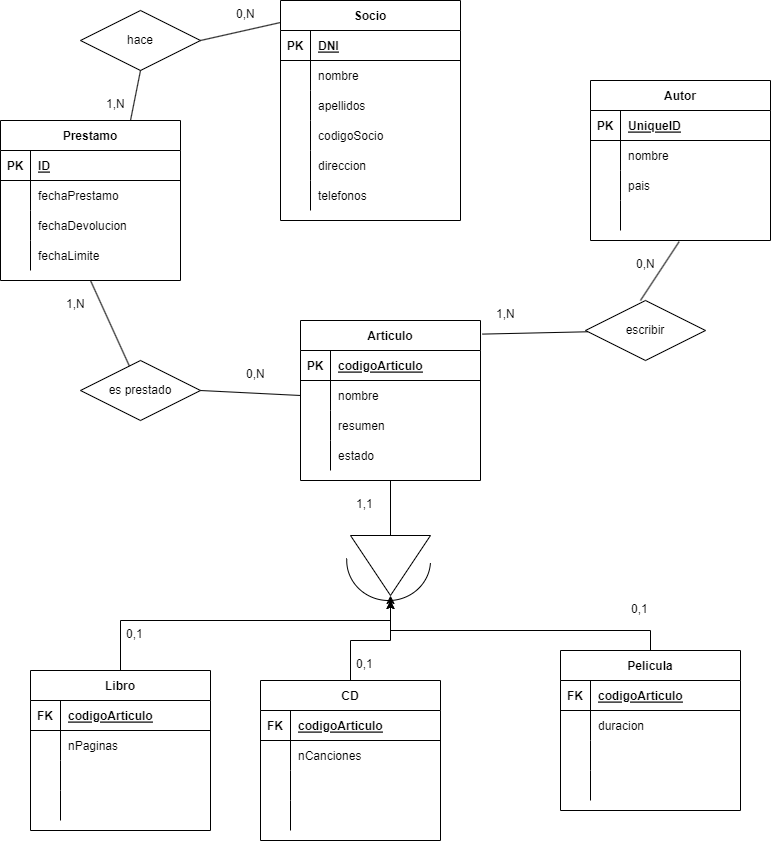 0,N
hace
1,N
Socio
PK DNI
nombre
apellidos
codigoSocio
direccion
telefonos
Prestamo
PK ID
fechaPrestamo
fechaDevolucion
fechaLimite
Autor
PK UniqueID
nombre
pais
0,N
1,N
escribir
1,N
es prestado
0,N
Articulo
PK codigoArticulo
nombre
resumen
estado
1,1
0,1
0,1
0,1
Libro
FK codigoArticulo
nPaginas
CD
FK codigoArticulo
nCanciones
Pelicula
FK codigoArticulo
duracion